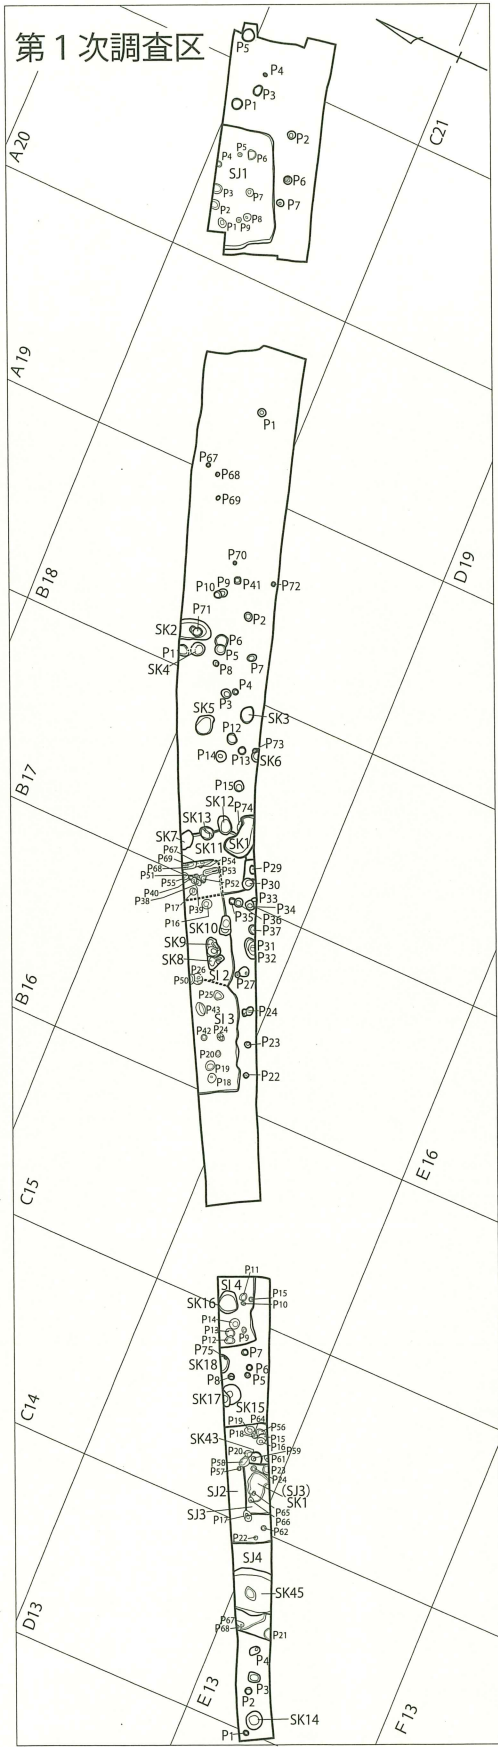 第１次調査区
P5
P4
P3
P1
A20
C21
P2
P5
P4
P6
SJ1
P3
P7
P6
P2
P7
P8
P1
P9
A19
P1
P67
P68
P69
D19
P70
P9
P41
P72
P10
B18
P71
P2
SK2
P6
P1
P5
SK4
P8
P7
P4
P3
SK5
SK3
P12
P73
P14
P13
SK6
B17
P15
SK12
P74
SK13
SK7
SK11
SK1
P67
P54
P69
P68
P53
P29
P51
P55
P52
P30
P40
P38
P33
P17
P39
P34
P35
P16
P36
SK10
P37
SK9
P31
SK8
P32
P26
SI2
P27
P50
B16
P25
P43
P24
SI3
P42
P24
P23
P20
P19
P22
P18
E16
C15
P11
SI4
P15
SK16
P10
P14
P13
P9
P12
P75
P7
SK18
P6
P8
P5
SK17
C14
SK15
P19
P64
P56
P18
P15
P16
SK43
P59
P20
P61
P58
P23
P57
P24
(SJ3)
SJ2
SK1
P65
SJ3
P66
P17
P62
P22
SJ4
SK45
D13
P67
P68
P21
P4
E13
P3
P2
F13
SK14
P1